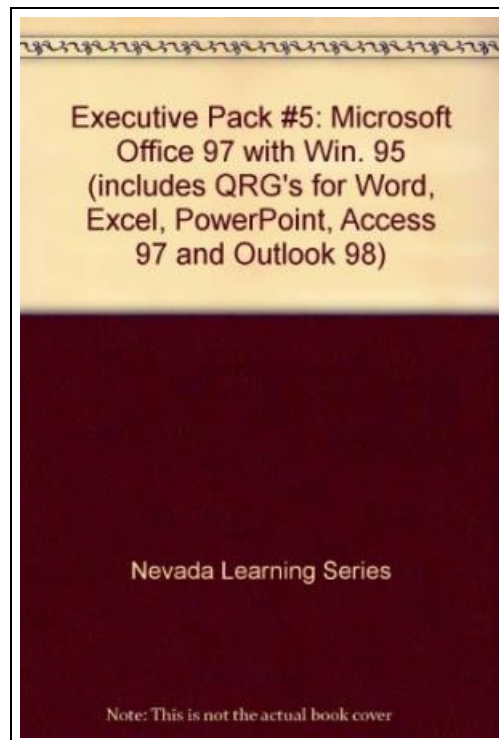 Executive Pack #5: Microsoft
Office 97 with Win. 95
(includes QRG's for Word,
Excel, PowerPoint, Access
97 and Outlook 98)
Nevada Learning Series
Note: This is not the actual book cover